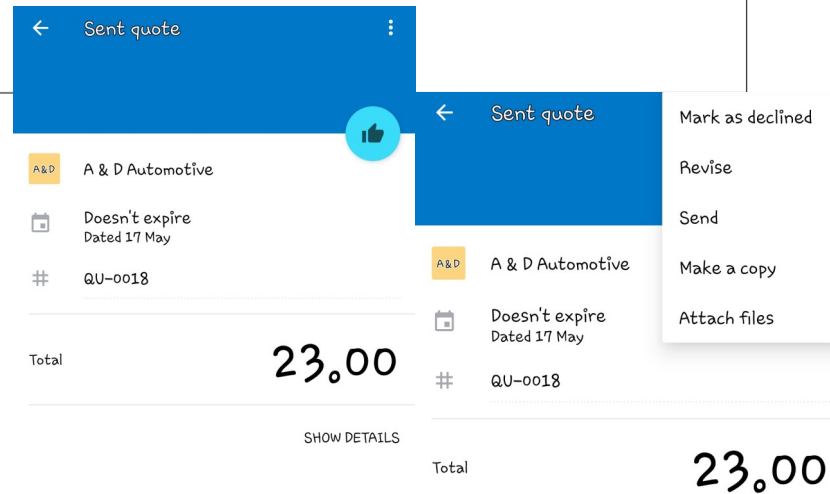 Sent quote
A&D
A & D Automotive
Doesn't expire
Dated 17 May
QU-0018
Total
23.00
SHOW DETAILS
Sent quote
Mark as declined
Revise
Send
Make a copy
Attach files
A&D
A & D Automotive
Doesn't expire
Dated 17 May
# QU-0018
Total
23.00